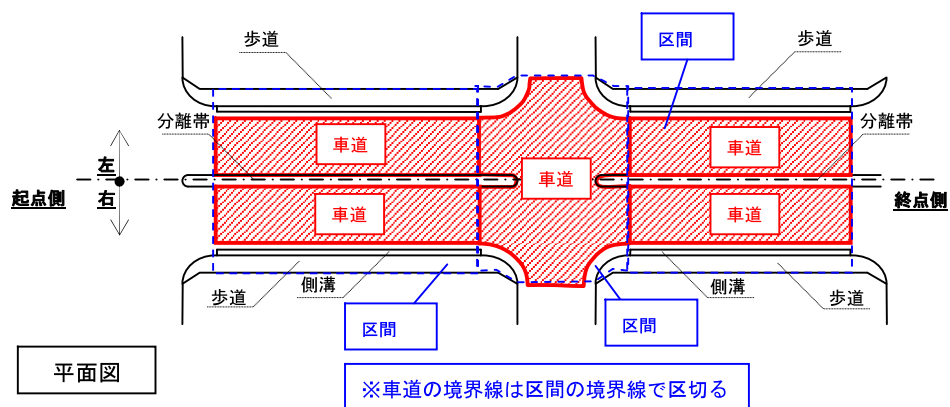 歩道
区間
歩道
分離帯
車道
車道
分離帯
左
車道
起点側
右
終点側
車道
車道
歩道
側溝
側溝
歩道
区間
区間
平面図
※車道の境界線は区間の境界線で区切る